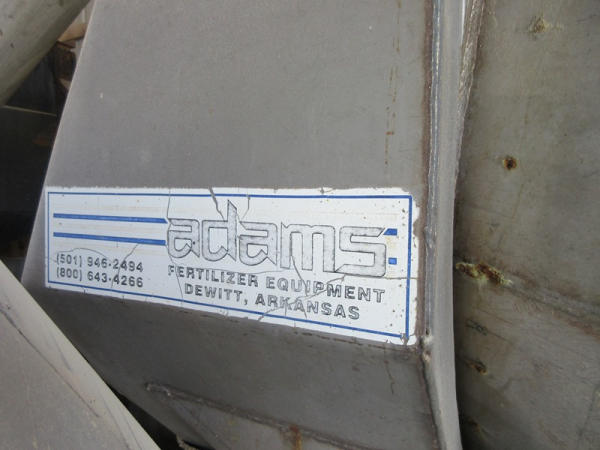 adams
(501) 946-2494
(800) 643-4266
FERTILIZER EQUIPMENT
DEWITT, ARKANSAS